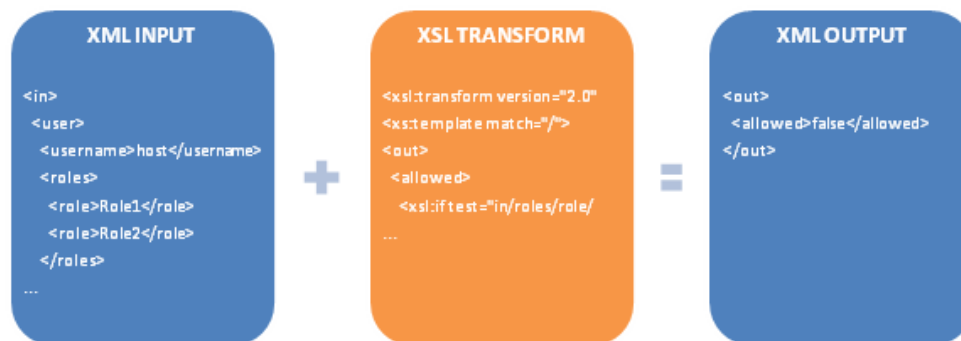 XML INPUT
<in>
<user>
<username>host</username>
<roles>
<role>Role1</role>
<role>Role2</role>
</roles>
...
XSL TRANSFORM
<xsl:transform version="2.0"
<xs:template match="/">
<out>
<allowed>
<xsl:if test="in/roles/role/
...
XML OUTPUT
<out>
<allowed>false</allowed>
</out>